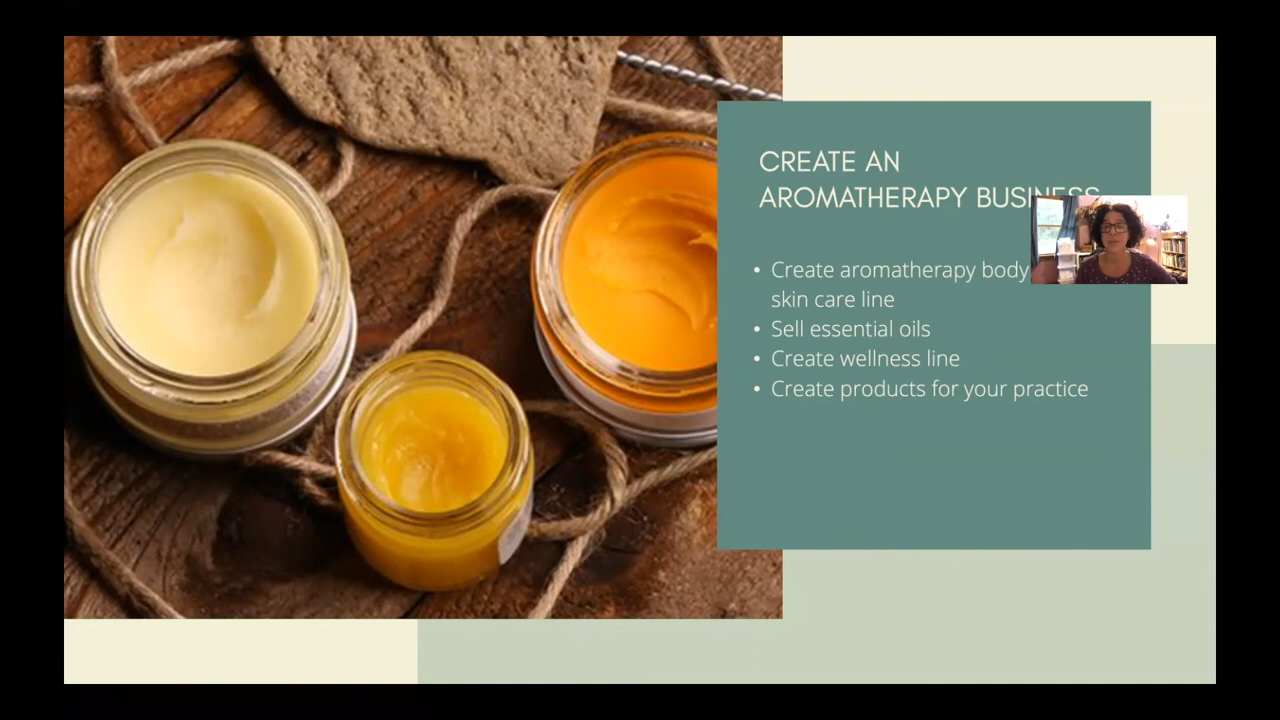 CREATE AN
AROMATHERAPY BUSINESS
• Create aromatherapy body
skin care line
• Sell essential oils
• Create wellness line
• Create products for your practice